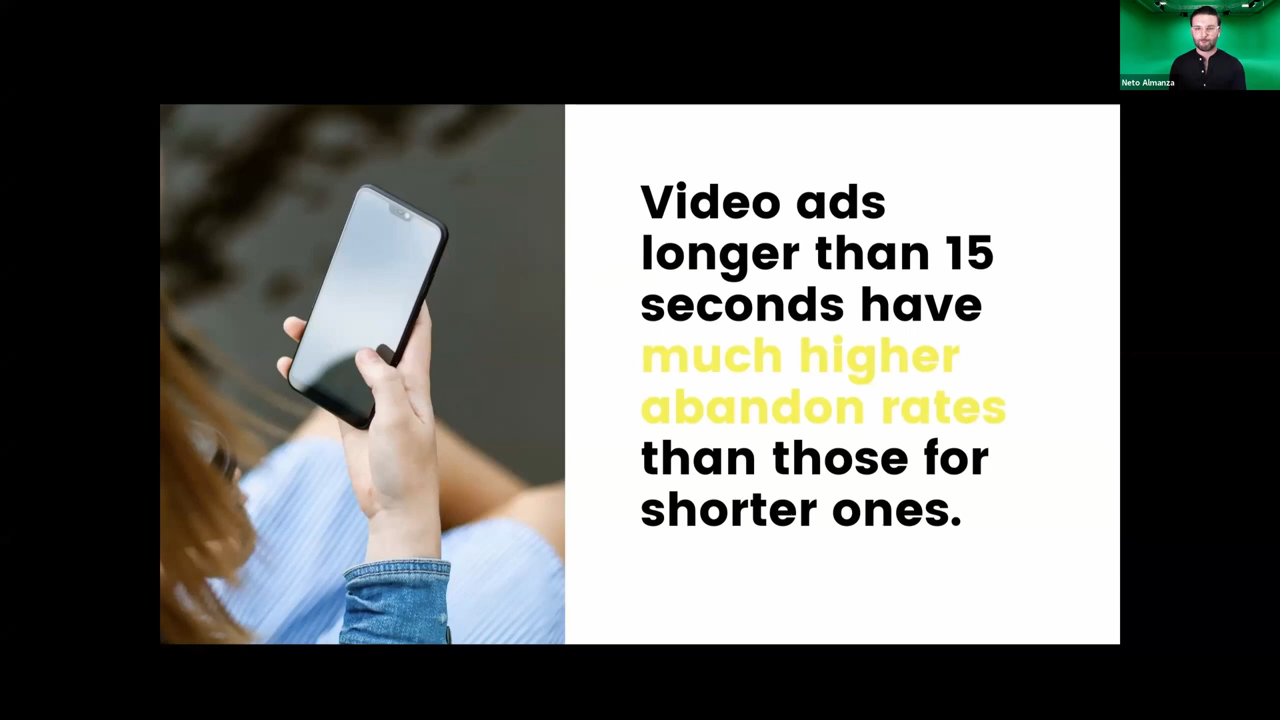 Neto Almanza
Video ads
longer than 15
seconds have
much higher
abandon rates
than those for
shorter ones.